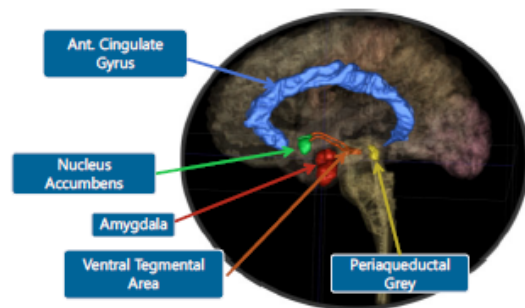 Ant. Cingulate
Gyrus
Nucleus
Accumbens
Amygdala
Ventral Tegmental
Area
Periaqueductal
Grey